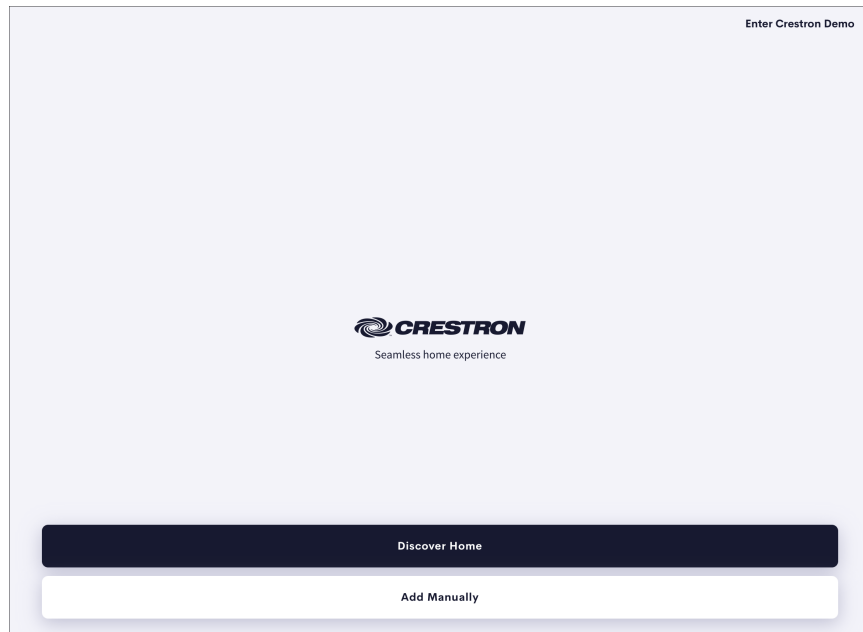 Enter Crestron Demo
CRESTRON
Seamless home experience
Discover Home
Add Manually